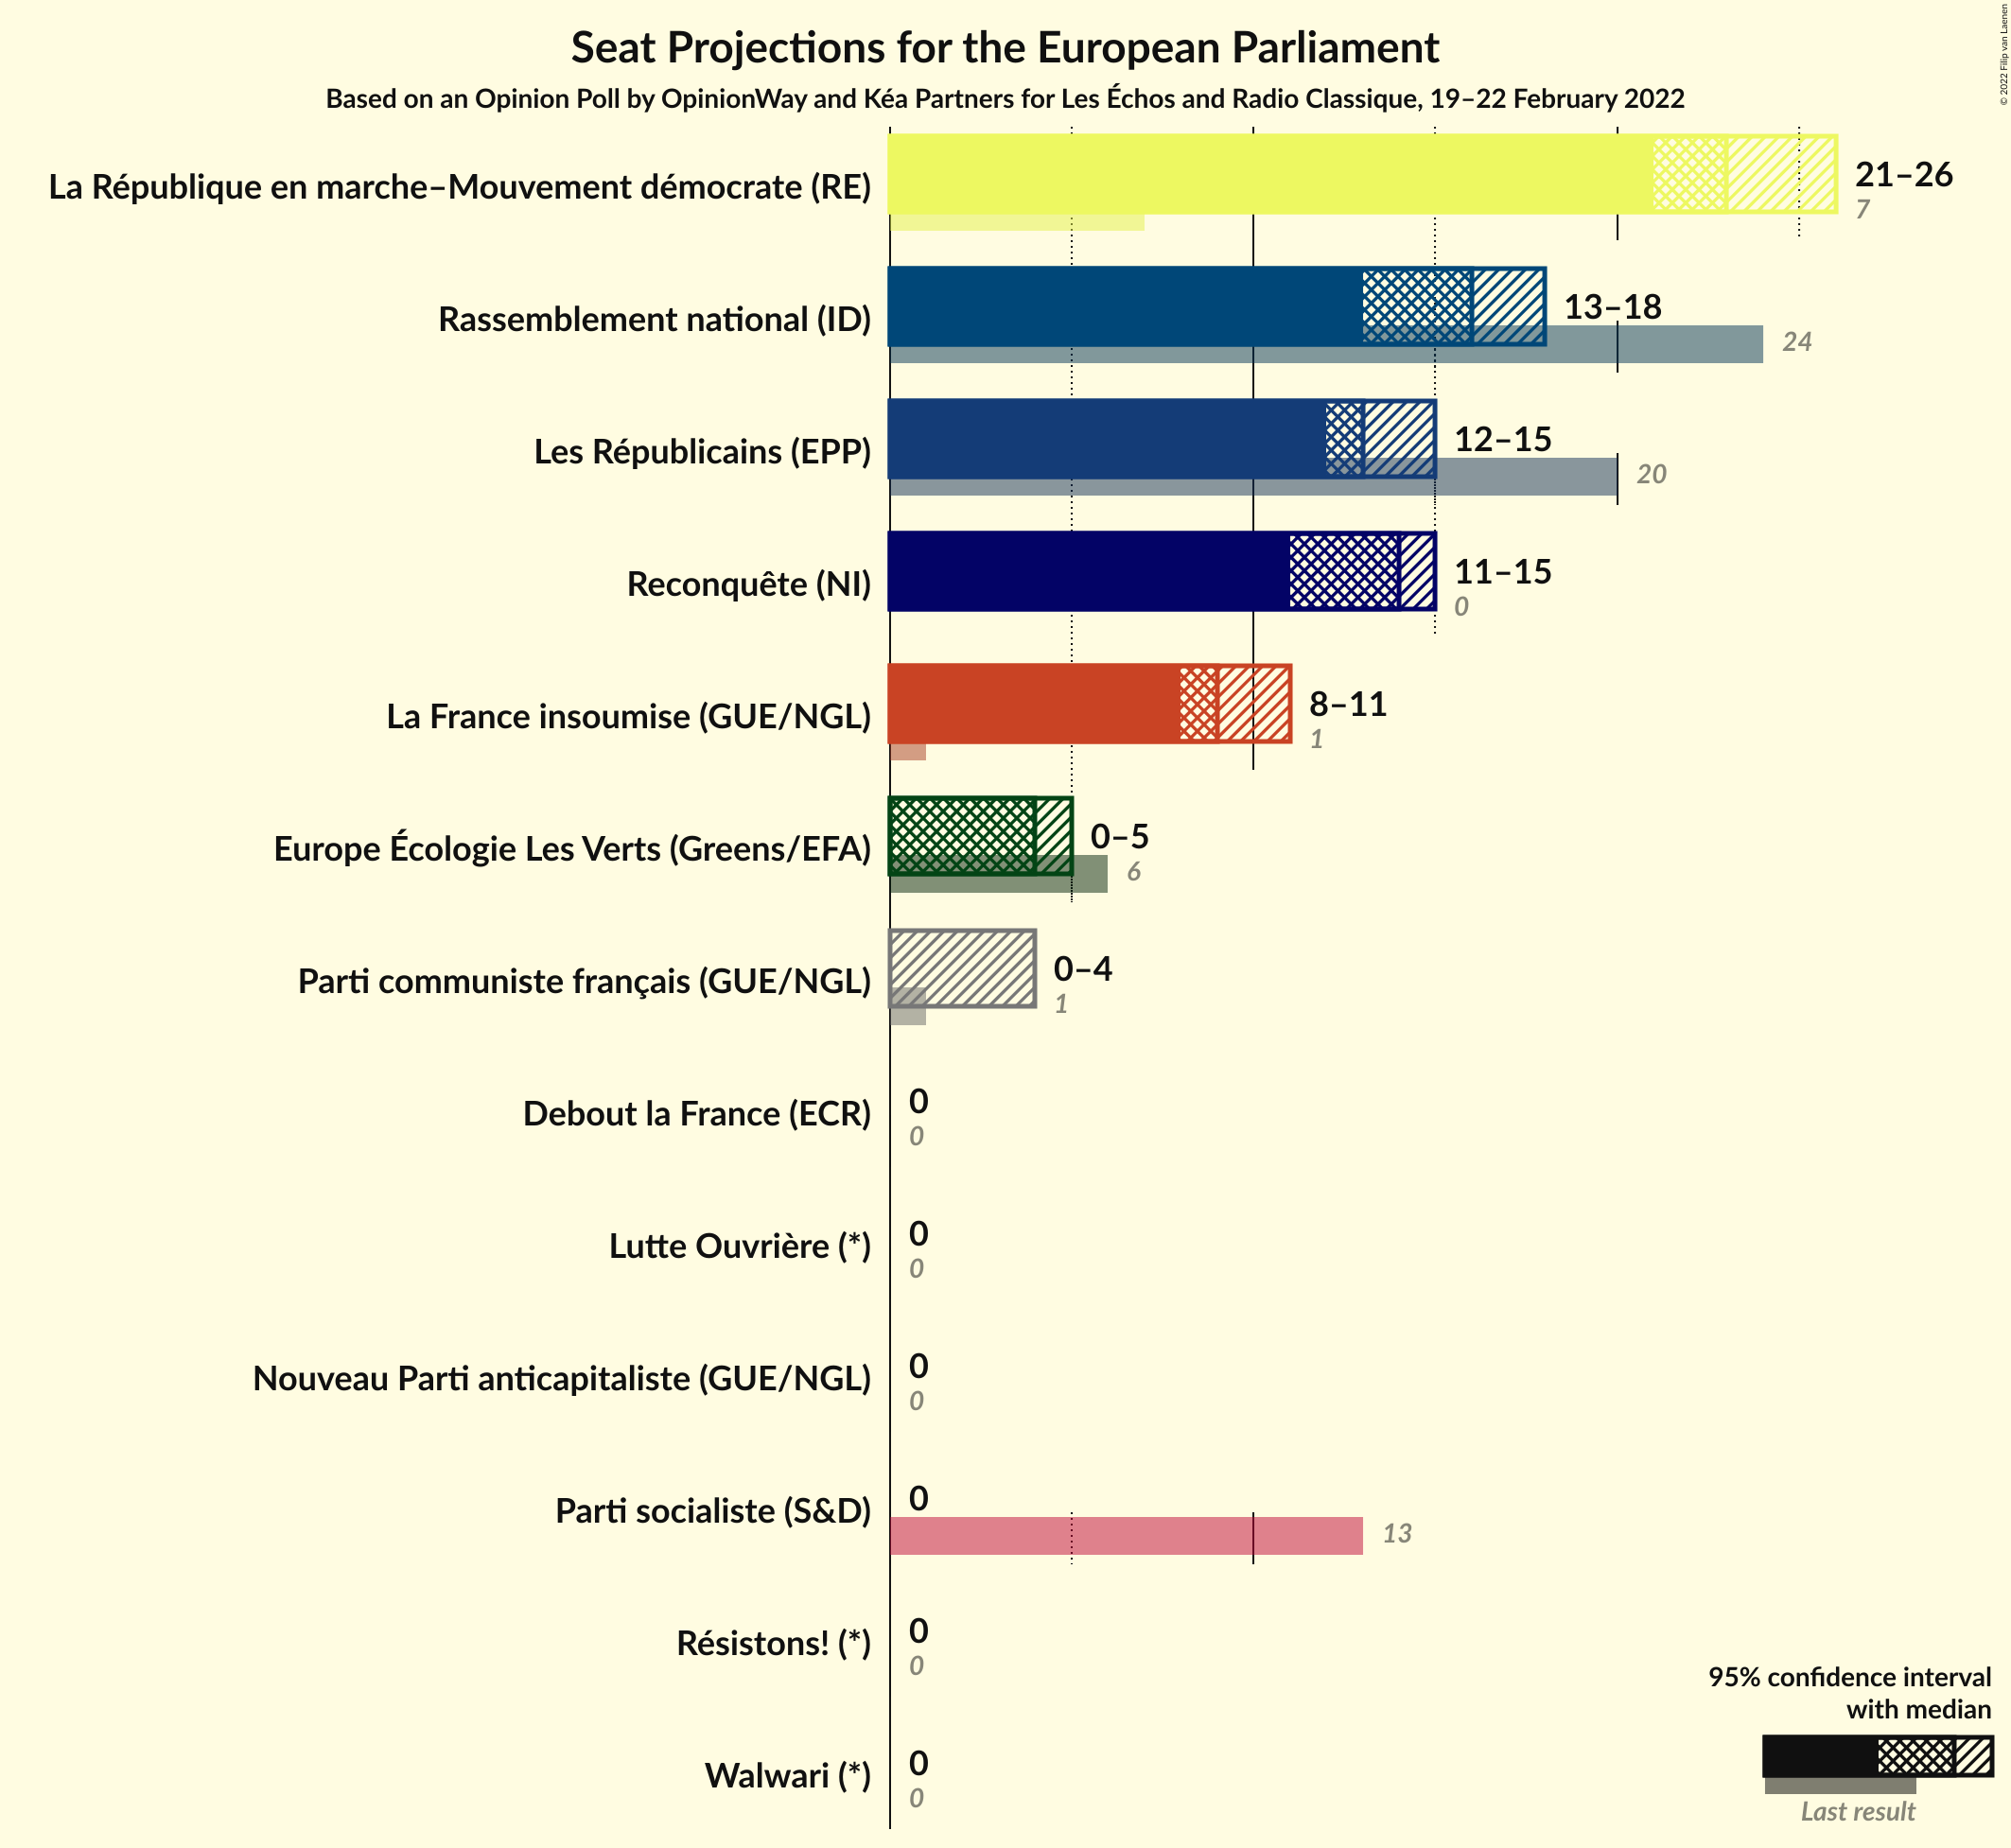 Seat Projections for the European Parliament
Based on an Opinion Poll by OpinionWay and Kéa Partners for Les Échos and Radio Classique, 19–22 February 2022
© 2022 Filip van Laenen
La République en marche–Mouvement démocrate (RE)
21–26
7
Rassemblement national (ID)
13–18
24
Les Républicains (EPP)
12–15
20
Reconquête (NI)
11–15
0
La France insoumise (GUE/NGL)
8–11
1
Europe Écologie Les Verts (Greens/EFA)
0–5
6
Parti communiste français (GUE/NGL)
0–4
1
Debout la France (ECR)
0
0
Lutte Ouvrière (*)
0
0
Nouveau Parti anticapitaliste (GUE/NGL)
0
0
Parti socialiste (S&D)
0
13
Résistons! (*)
0
0
Walwari (*)
0
0
95% confidence interval
with median
Last result